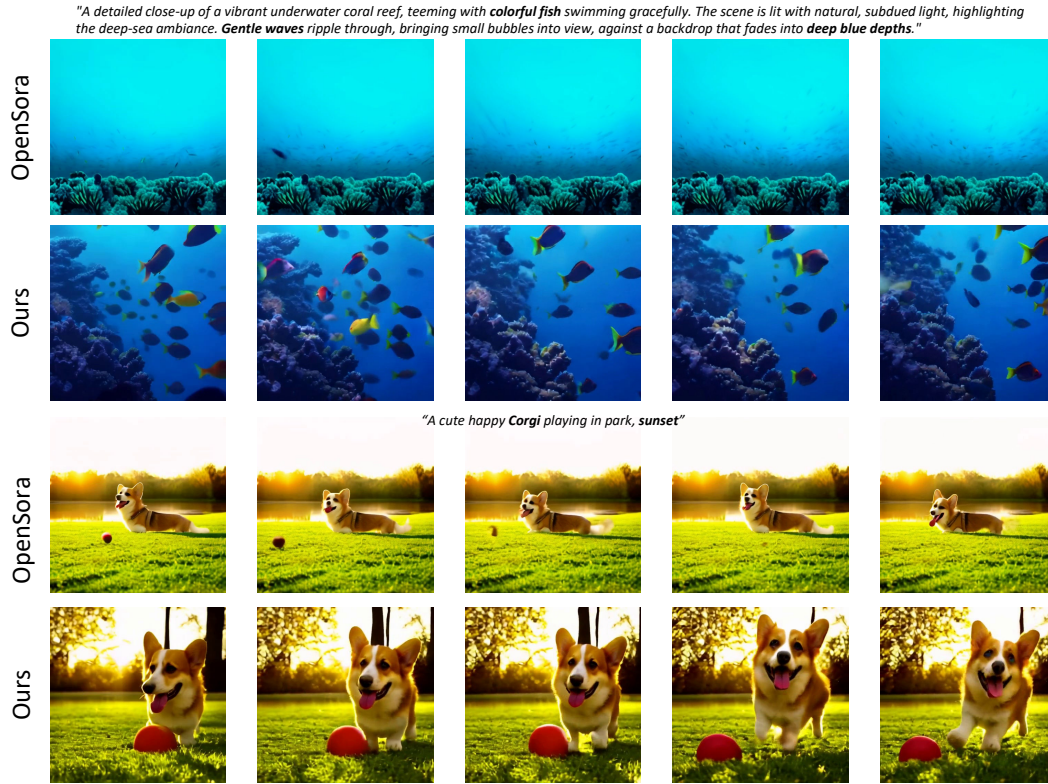 "A detailed close-up of a vibrant underwater coral reef, teeming with colorful fish swimming gracefully. The scene is lit with natural, subdued light, highlighting
the deep-sea ambiance. Gentle waves ripple through, bringing small bubbles into view, against a backdrop that fades into deep blue depths."
OpenSora
Ours
“A cute happy Corgi playing in park, sunset”
OpenSora
Ours